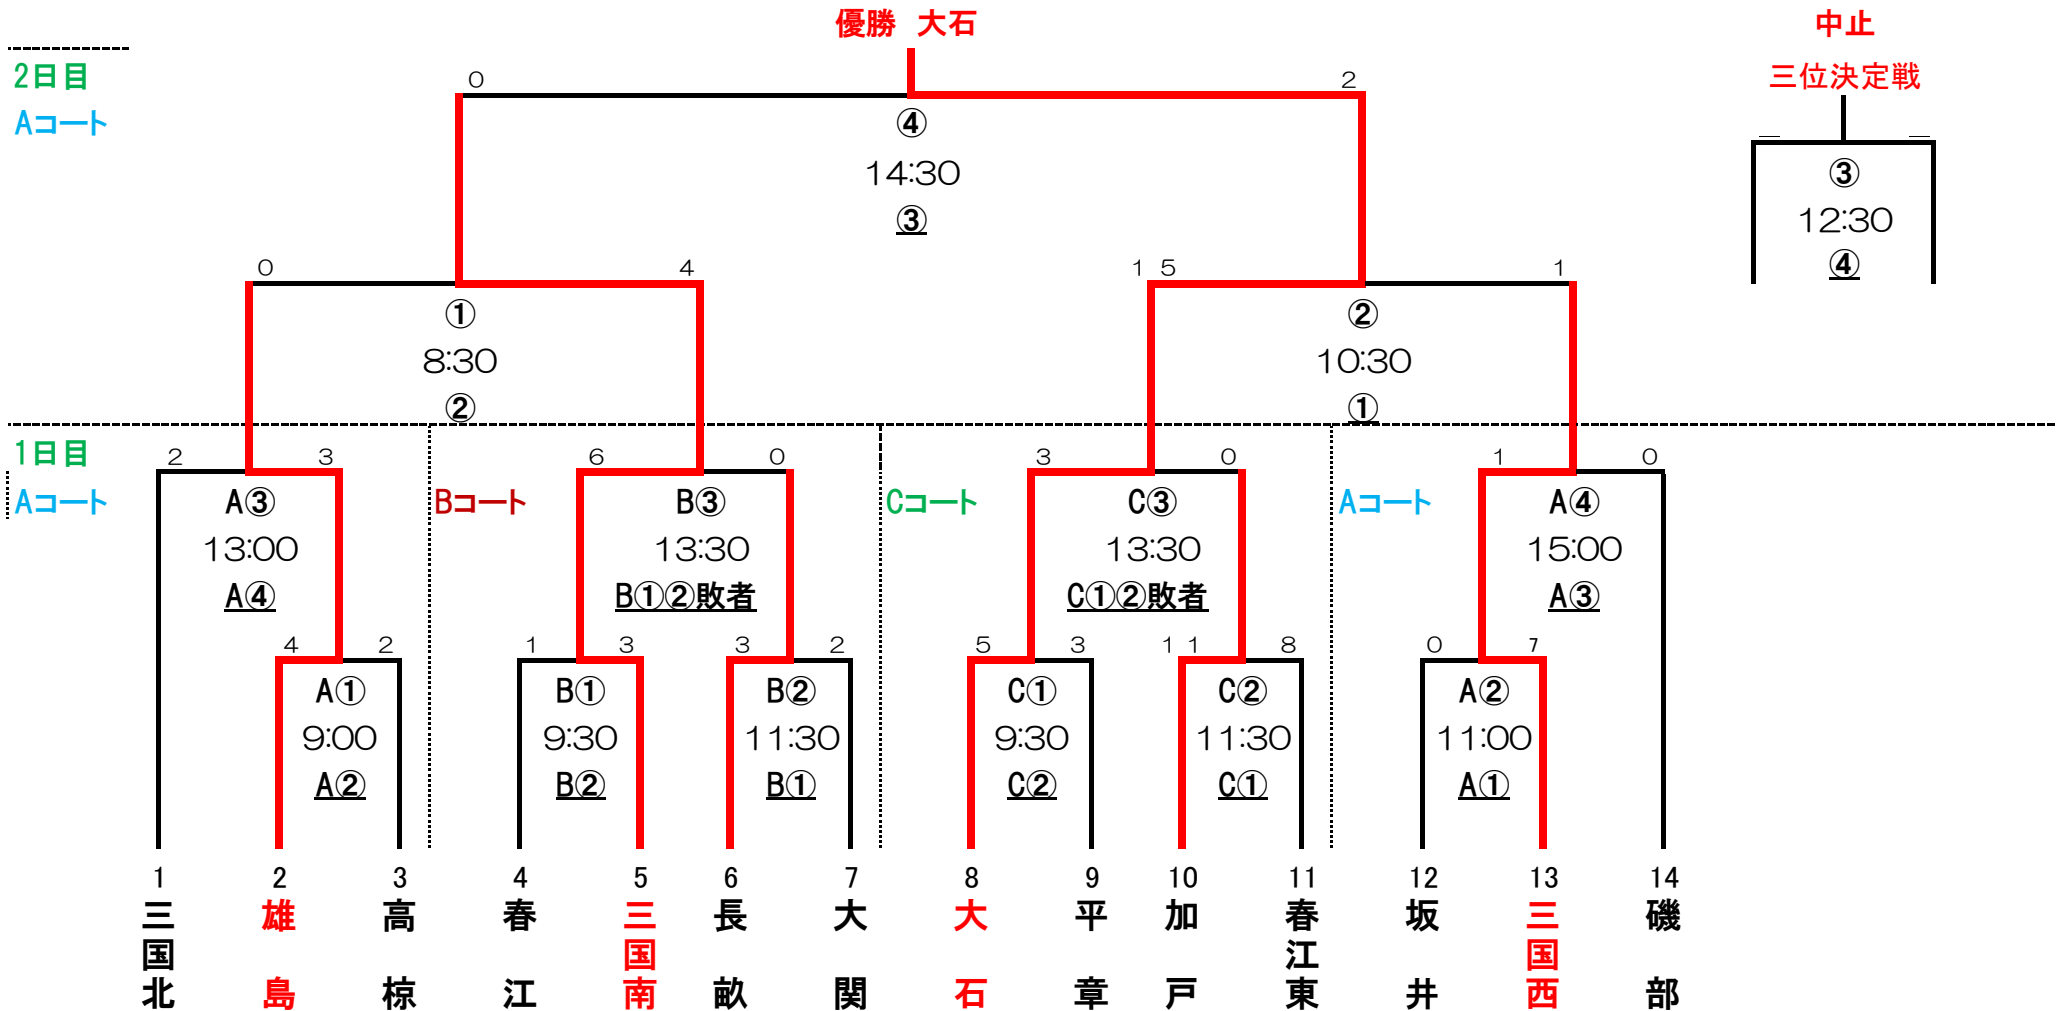 優勝 大石
中止
2日目
0
2
三位決定戦
Aコート
④
14:30
③
③
12:30
④
0
4
1 5
1
①
8:30
②
②
10:30
①
1日目
2
3
6
0
3
0
1
0
Aコート
A③
13:00
A④
Bコート
B③
13:30
B①②敗者
Cコート
C③
13:30
C①②敗者
Aコート
A④
15:00
A③
4
2
1
3
3
2
5
3
1 1
8
0
7
A①
9:00
A②
B①
9:30
B②
B②
11:30
B①
C①
9:30
C②
C②
11:30
C①
A②
11:00
A①
1
三国北
2
雄島
3
高椋
4
春江
5
三国南
6
長畝
7
大関
8
大石
9
平章
10
加戸
11
春江東
12
坂井
13
三国西
14
磯部